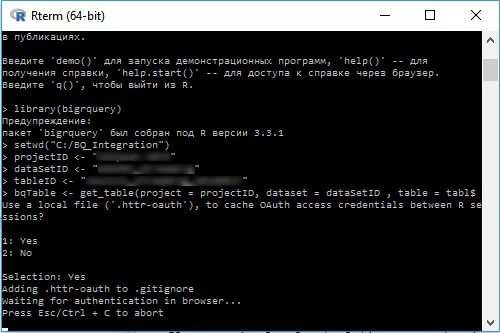 Rterm (64-bit)
в публикациях.
Введите 'demo()' для запуска демонстрационных программ, 'help()' -- для
получения справки, 'help.start()' -- для доступа к справке через браузер.
Введите 'q()', чтобы выйти из R.
> library(bigrquery)
Предупреждение:
пакет 'bigrquery' был собран под R версии 3.3.1
> setwd("C:/BQ_Integration")
> projectID <- "
> dataSetID <- "
> tableID <- "
> bqTable <- get_table(project = projectID, dataset = dataSetID , table = tabl$
Use a local file ('.httr-oauth'), to cache OAuth access credentials between R se
ssions?
1: Yes
2: No
Selection: Yes
Adding .httr-oauth to .gitignore
Waiting for authentication in browser...
Press Esc/Ctrl + C to abort